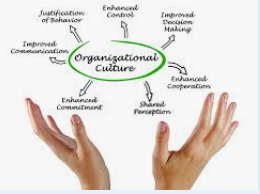 Justification
of Behavior
Enhanced
Control
Improved
Decision
Making
Improved
Communication
Organizational
Culture
Enhanced
Cooperation
Enhanced
Commitment
Shared
Perception